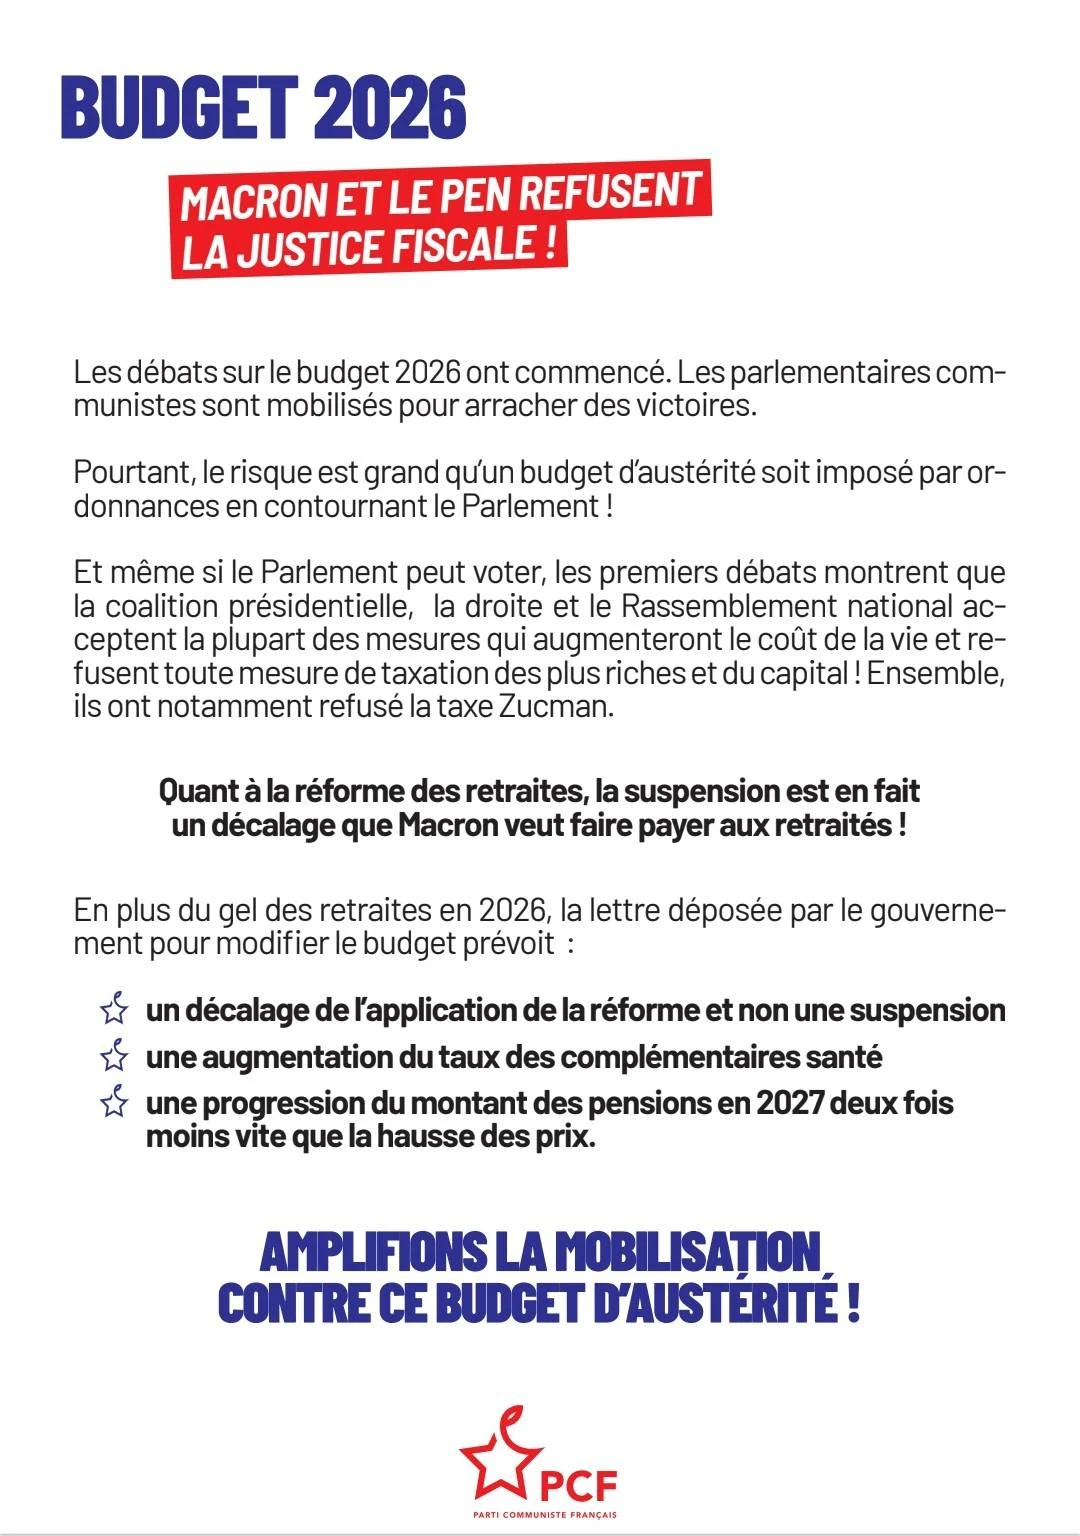 BUDGET 2026
MACRON ET LE PEN REFUSENT
LA JUSTICE FISCALE !
Les débats sur le budget 2026 ont commencé. Les parlementaires com-
munistes sont mobilisés pour arracher des victoires.
Pourtant, le risque est grand qu'un budget d'austérité soit imposé par or-
donnances en contournant le Parlement !
Et même si le Parlement peut voter, les premiers débats montrent que
la coalition présidentielle, la droite et le Rassemblement national ac-
ceptent la plupart des mesures qui augmenteront le coût de la vie et re-
fusent toute mesure de taxation des plus riches et du capital ! Ensemble,
ils ont notamment refusé la taxe Zucman.
Quant à la réforme des retraites, la suspension est en fait
un décalage que Macron veut faire payer aux retraités !
En plus du gel des retraites en 2026, la lettre déposée par le gouverne-
ment pour modifier le budget prévoit :
un décalage de l'application de la réforme et non une suspension
une augmentation du taux des complémentaires santé
une progression du montant des pensions en 2027 deux fois
moins vite que la hausse des prix.
AMPLIFIONS LA MOBILISATION
CONTRE CE BUDGET D'AUSTÉRITÉ !
PCF
PARTI COMMUNISTE FRANÇAIS